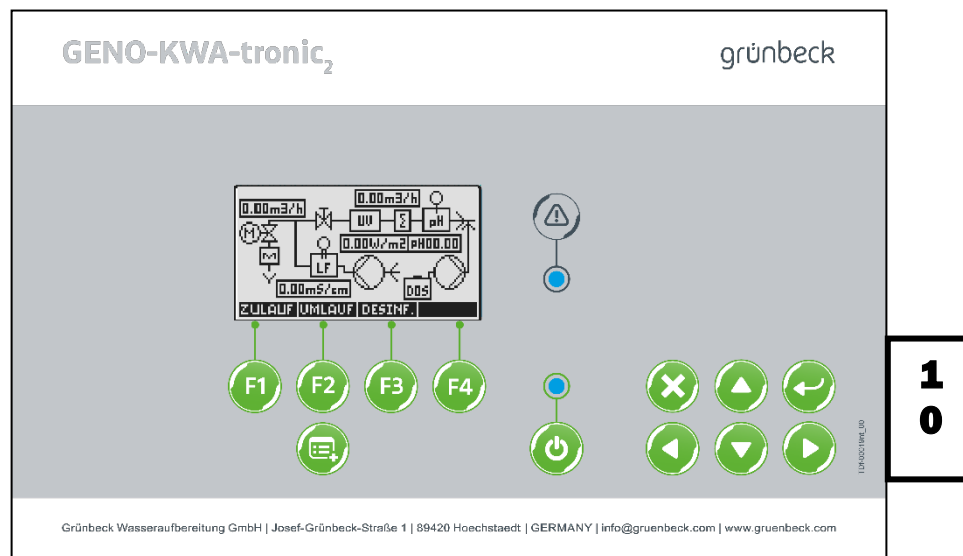 GENO-KWA-tronic2
grünbeck
0.00m3/h
0.00m3/h
M
UV
Σ
pH
0.00W/m2
pH00.00
M
LF
DOS
0.00mS/cm
ZULAUF
UMLAUF
DESINF.
F1
F2
F3
F4
10
Grünbeck Wasseraufbereitung GmbH | Josef-Grünbeck-Straße 1 | 89420 Hoechstaedt | GERMANY | info@gruenbeck.com | www.gruenbeck.com